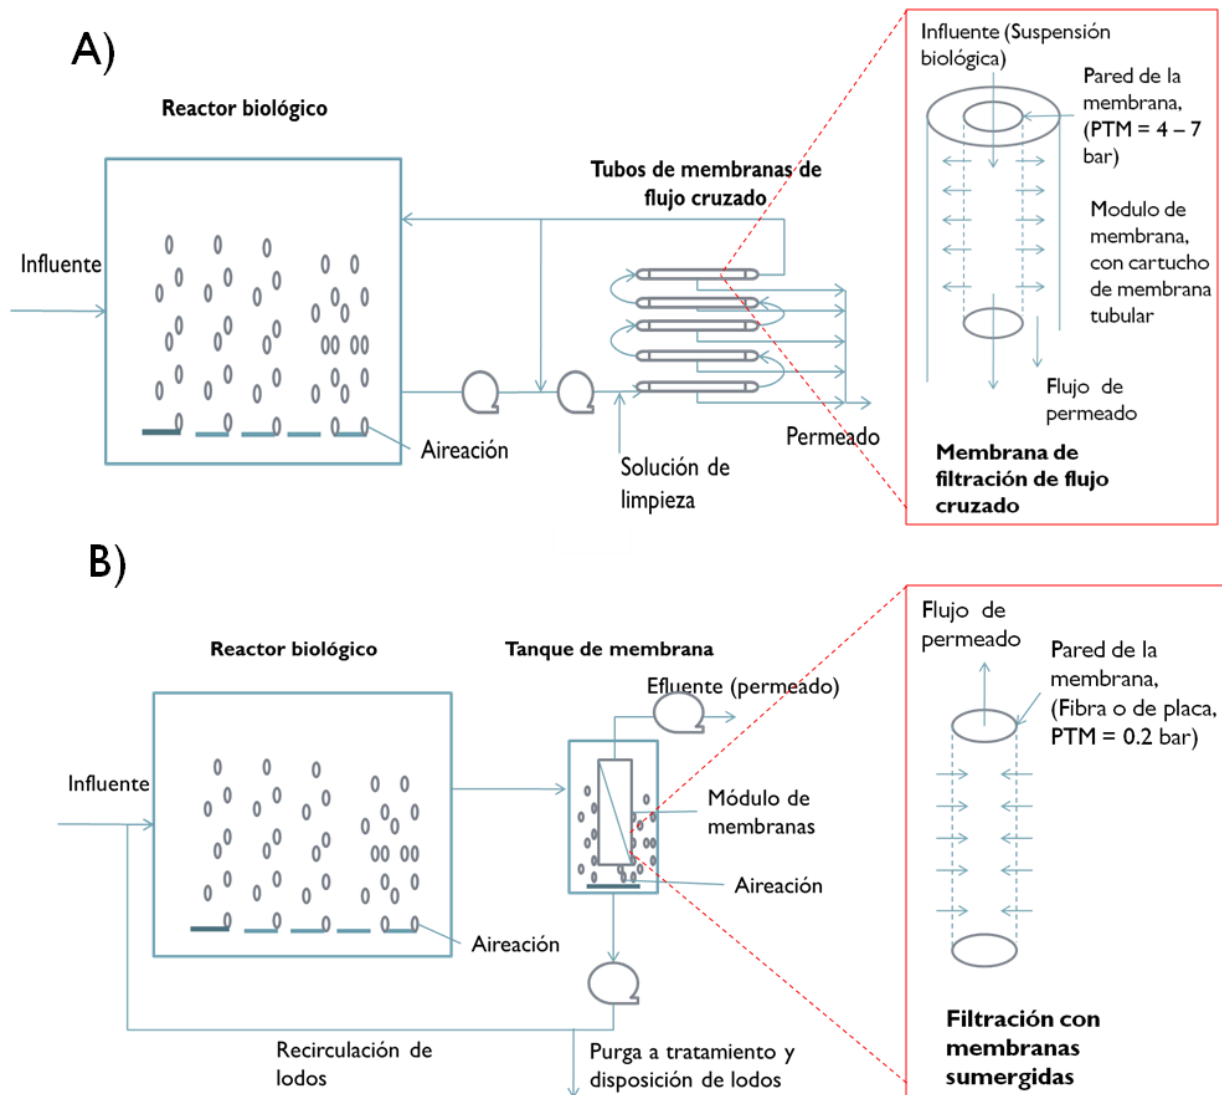 A)
Reactor biológico
Influente
Aireación
Tubos de membranas de
flujo cruzado
Solución de
limpieza
Permeado
Influente (Suspensión
biológica)
Pared de la
membrana,
(PTM = 4 – 7
bar)
Modulo de
membrana,
con cartucho
de membrana
tubular
Flujo de
permeado
Membrana de
filtración de flujo
cruzado
B)
Reactor biológico
Influente
Aireación
Tanque de membrana
Efluente (permeado)
Módulo de
membranas
Aireación
Recirculación de
lodos
Purga a tratamiento y
disposición de lodos
Flujo de
permeado
Pared de la
membrana,
(Fibra o de placa,
PTM = 0.2 bar)
Filtración con
membranas
sumergidas